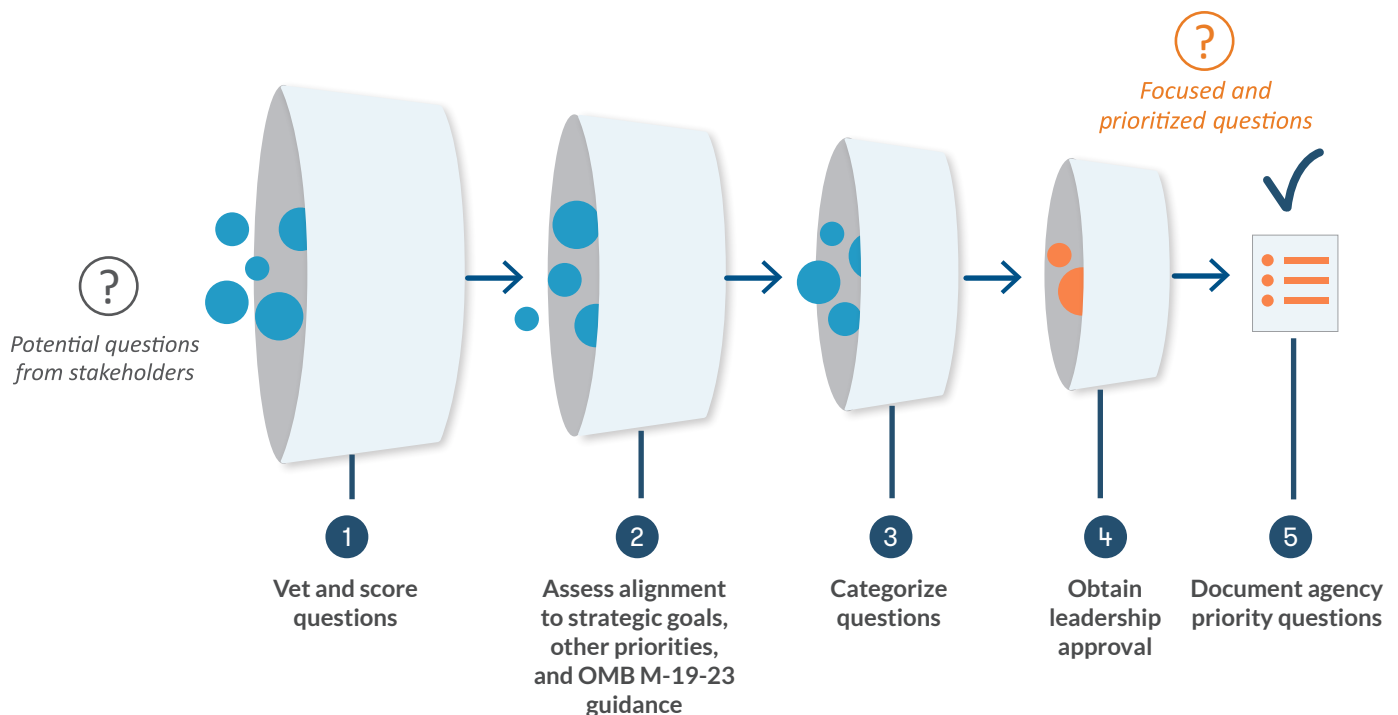 ?
Potential questions
from stakeholders
?
Focused and
prioritized questions
1
Vet and score
questions
2
Assess alignment
to strategic goals,
other priorities,
and OMB M-19-23
guidance
3
Categorize
questions
4
Obtain
leadership
approval
5
Document agency
priority questions